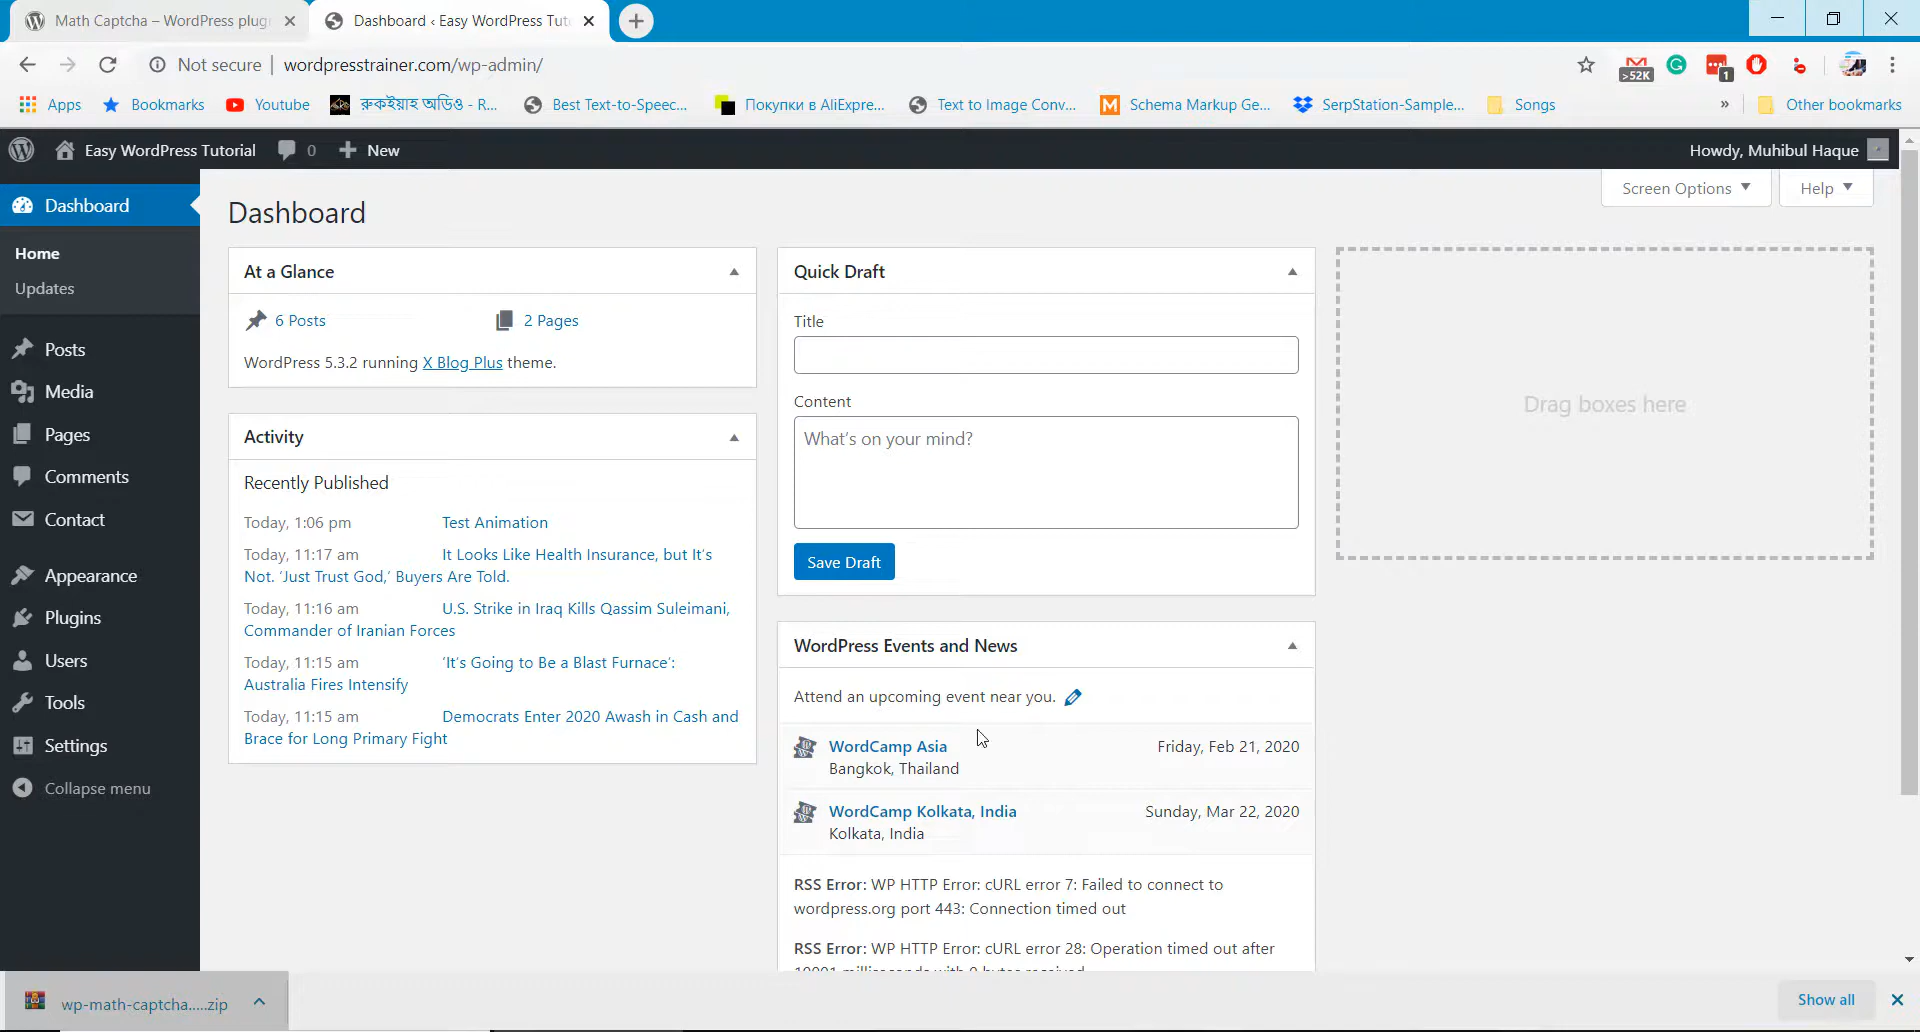 Math Captcha – WordPress plug
Dashboard ‹ Easy WordPress Tut
Not secure
wordpresstrainer.com/wp-admin/
>52K
1
Apps
Bookmarks
Youtube
রুকইয়াহ অডিও - R...
Best Text-to-Speec...
Покупки в AliExpre...
Text to Image Conv...
Schema Markup Ge...
SerpStation-Sample...
Songs
»
Other bookmarks
Easy WordPress Tutorial
0
New
Howdy, Muhibul Haque
Dashboard
Home
Updates
Posts
Media
Pages
Comments
Contact
Appearance
Plugins
Users
Tools
Settings
Collapse menu
Screen Options
Help
Dashboard
At a Glance
6 Posts
2 Pages
WordPress 5.3.2 running X Blog Plus theme.
Activity
Recently Published
Today, 1:06 pm Test Animation
Today, 11:17 am It Looks Like Health Insurance, but It’s
Not. ‘Just Trust God,’ Buyers Are Told.
Today, 11:16 am U.S. Strike in Iraq Kills Qassim Suleimani,
Commander of Iranian Forces
Today, 11:15 am ‘It’s Going to Be a Blast Furnace’:
Australia Fires Intensify
Today, 11:15 am Democrats Enter 2020 Awash in Cash and
Brace for Long Primary Fight
Quick Draft
Title
Content
What’s on your mind?
Save Draft
WordPress Events and News
Attend an upcoming event near you.
WordCamp Asia Friday, Feb 21, 2020
Bangkok, Thailand
WordCamp Kolkata, India Sunday, Mar 22, 2020
Kolkata, India
RSS Error: WP HTTP Error: cURL error 7: Failed to connect to
wordpress.org port 443: Connection timed out
RSS Error: WP HTTP Error: cURL error 28: Operation timed out after
10001 milliseconds with 0 bytes received
Drag boxes here
wp-math-captcha.....zip
Show all